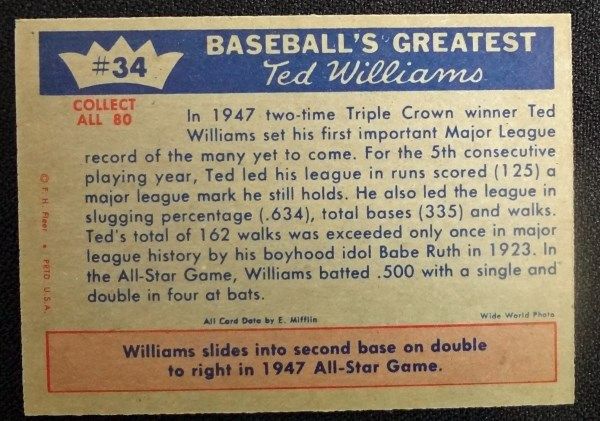 #34
BASEBALL'S GREATEST
Ted Williams
COLLECT
ALL 80
In 1947 two-time Triple Crown winner Ted
Williams set his first important Major League
record of the many yet to come. For the 5th consecutive
playing year, Ted led his league in runs scored (125) a
major league mark he still holds. He also led the league in
slugging percentage (.634), total bases (335) and walks.
Ted's total of 162 walks was exceeded only once in major
league history by his boyhood idol Babe Ruth in 1923. In
the All-Star Game, Williams batted .500 with a single and
double in four at bats.
© F. H. Fleer • PRTD. U.S.A.
All Card Data by E. Mifflin
Wide World Photo
Williams slides into second base on double
to right in 1947 All-Star Game.